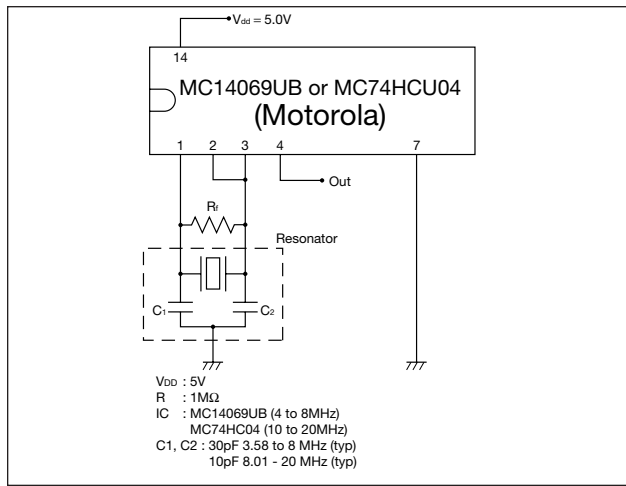 Vdd = 5.0V
14
MC14069UB or MC74HCU04
(Motorola)
1 2 3 4 7
Out
Rf
Resonator
C1 C2
VDD : 5V
R : 1MΩ
IC : MC14069UB (4 to 8MHz)
MC74HC04 (10 to 20MHz)
C1, C2 : 30pF 3.58 to 8 MHz (typ)
10pF 8.01 - 20 MHz (typ)